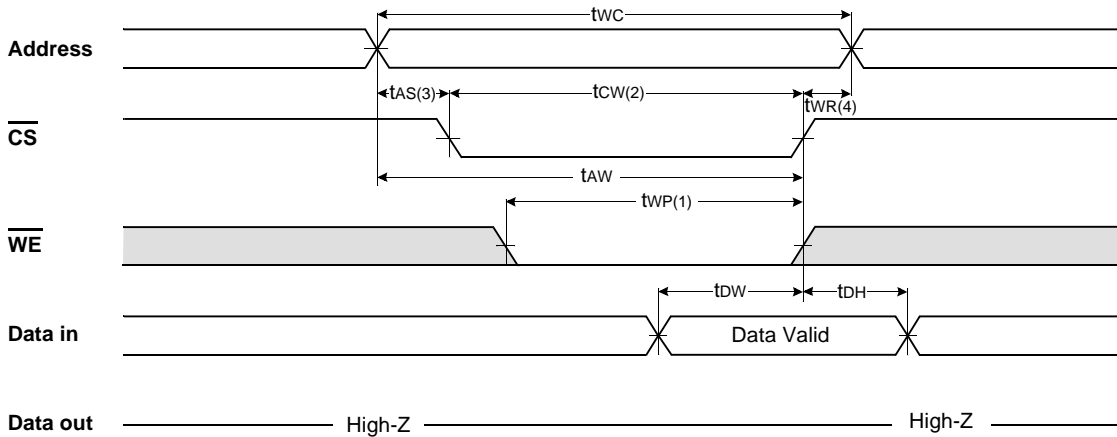 tWC
Address
tAS(3)
tCW(2)
tWR(4)
CS
tAW
tWP(1)
WE
tDW
tDH
Data in
Data Valid
Data out
High-Z
High-Z